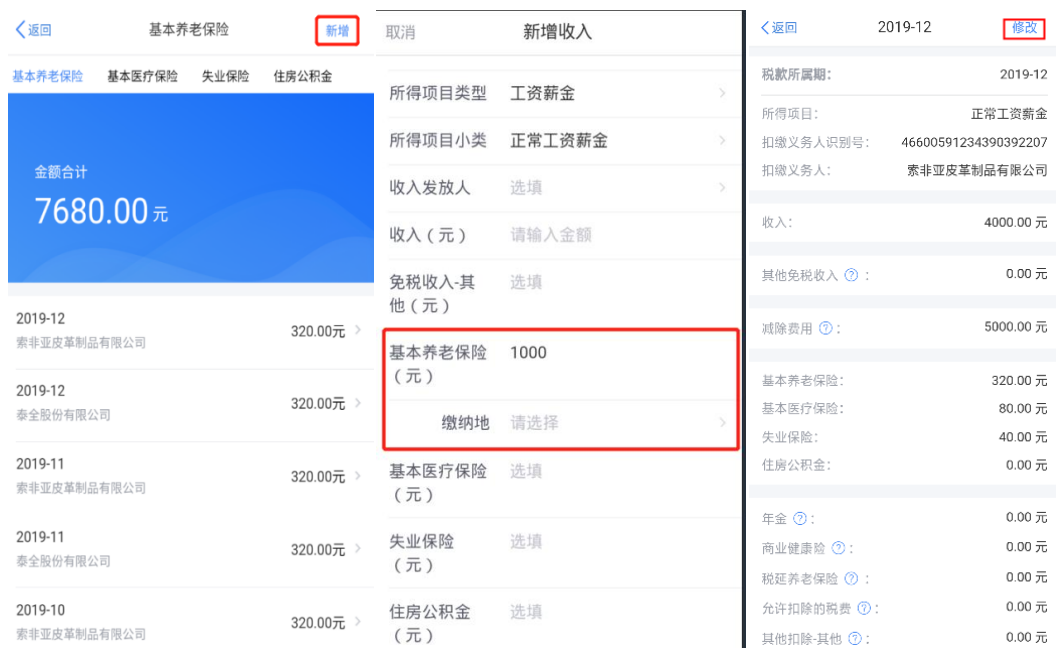 返回
基本养老保险
新增
基本养老保险
基本医疗保险
失业保险
住房公积金
金额合计
7680.00元
2019-12
索非亚皮革制品有限公司
320.00元
2019-12
泰全股份有限公司
320.00元
2019-11
索非亚皮革制品有限公司
320.00元
2019-11
泰全股份有限公司
320.00元
2019-10
索非亚皮革制品有限公司
320.00元
取消
新增收入
所得项目类型 工资薪金
所得项目小类 正常工资薪金
收入发放人 选填
收入（元） 请输入金额
免税收入-其 选填
他（元）
基本养老保险 1000
（元）
缴纳地 请选择
基本医疗保险 选填
（元）
失业保险 选填
（元）
住房公积金 选填
（元）
返回
2019-12
修改
税款所属期： 2019-12
所得项目： 正常工资薪金
扣缴义务人识别号： 46600591234390392207
扣缴义务人： 索非亚皮革制品有限公司
收入： 4000.00 元
其他免税收入 ? ： 0.00 元
减除费用 ? ： 5000.00 元
基本养老保险： 320.00 元
基本医疗保险： 80.00 元
失业保险： 40.00 元
住房公积金： 0.00 元
年金 ? ： 0.00 元
商业健康险 ? ： 0.00 元
税延养老保险 ? ： 0.00 元
允许扣除的税费 ? ： 0.00 元
其他扣除-其他 ? ： 0.00 元